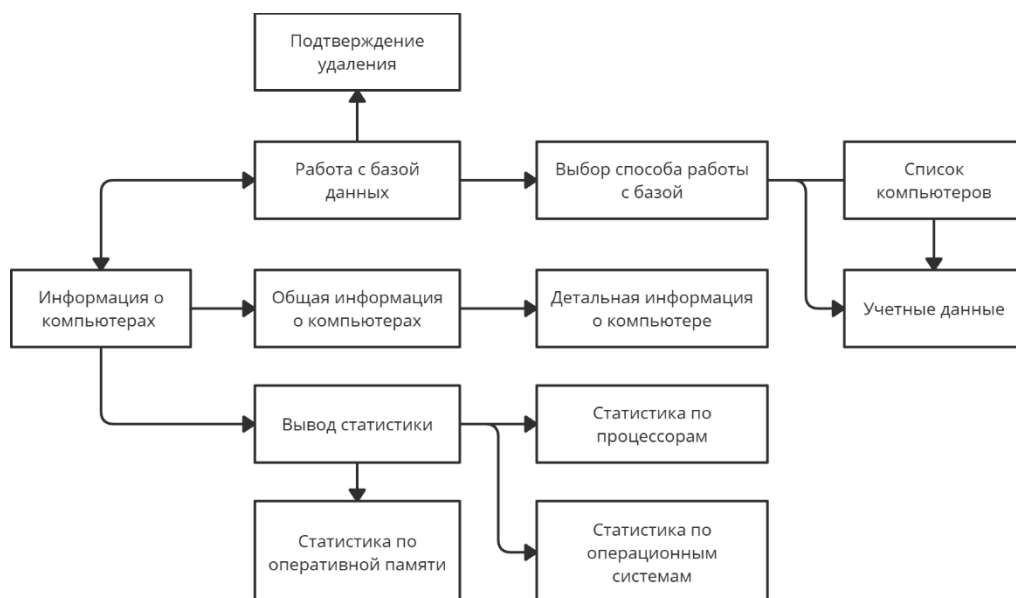 Подтверждение
удаления
Работа с базой
данных
Выбор способа работы
с базой
Список
компьютеров
Информация о
компьютерах
Общая информация
о компьютерах
Детальная информация
о компьютере
Учетные данные
Вывод статистики
Статистика по
процессорам
Статистика по
оперативной памяти
Статистика по
операционным
системам